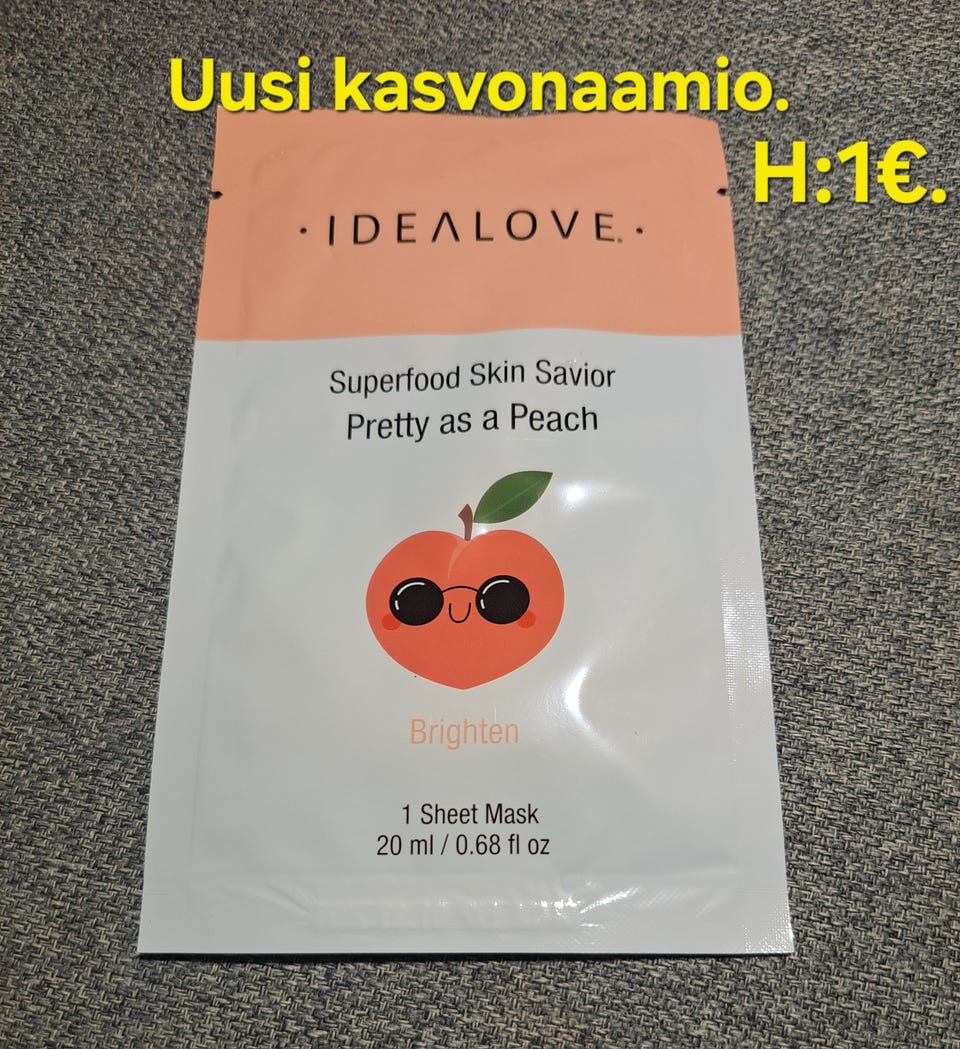 Uusi kasvonaamio.
H:1€.
· IDEALOVE. ·
Superfood Skin Savior
Pretty as a Peach
Brighten
1 Sheet Mask
20 ml / 0.68 fl oz